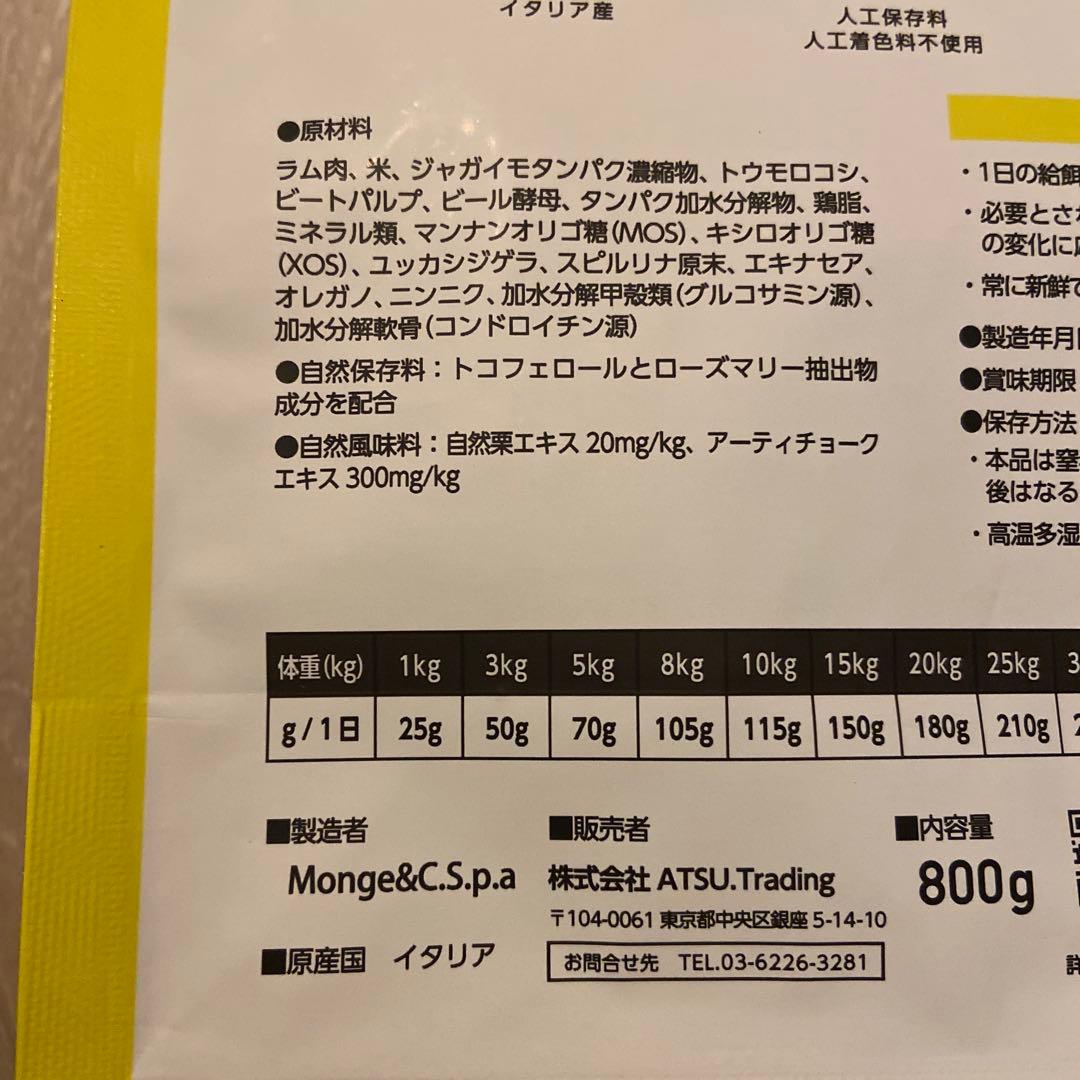 イタリア産
人工保存料
人工着色料不使用
●原材料
ラム肉、米、ジャガイモタンパク濃縮物、トウモロコシ、
ビートパルプ、ビール酵母、タンパク加水分解物、鶏脂、
ミネラル類、マンナンオリゴ糖(MOS)、キシロオリゴ糖
(XOS)、ユッカシジゲラ、スピルリナ原末、エキナセア、
オレガノ、ニンニク、加水分解甲殻類(グルコサミン源)、
加水分解軟骨(コンドロイチン源)
●自然保存料：トコフェロールとローズマリー抽出物
成分を配合
●自然風味料：自然栗エキス 20mg/kg、アーティチョーク
エキス 300mg/kg
・1日の給餌
・必要とさ
の変化に
・常に新鮮で
●製造年月
●賞味期限
●保存方法
・本品は窒
後はなる
・高温多湿
体重(kg) 1kg 3kg 5kg 8kg 10kg 15kg 20kg 25kg
g/1日 25g 50g 70g 105g 115g 150g 180g 210g
■製造者
Monge&C.S.p.a
■原産国 イタリア
■販売者
株式会社 ATSU.Trading
〒104-0061 東京都中央区銀座 5-14-10
お問合せ先 TEL.03-6226-3281
■内容量
800g